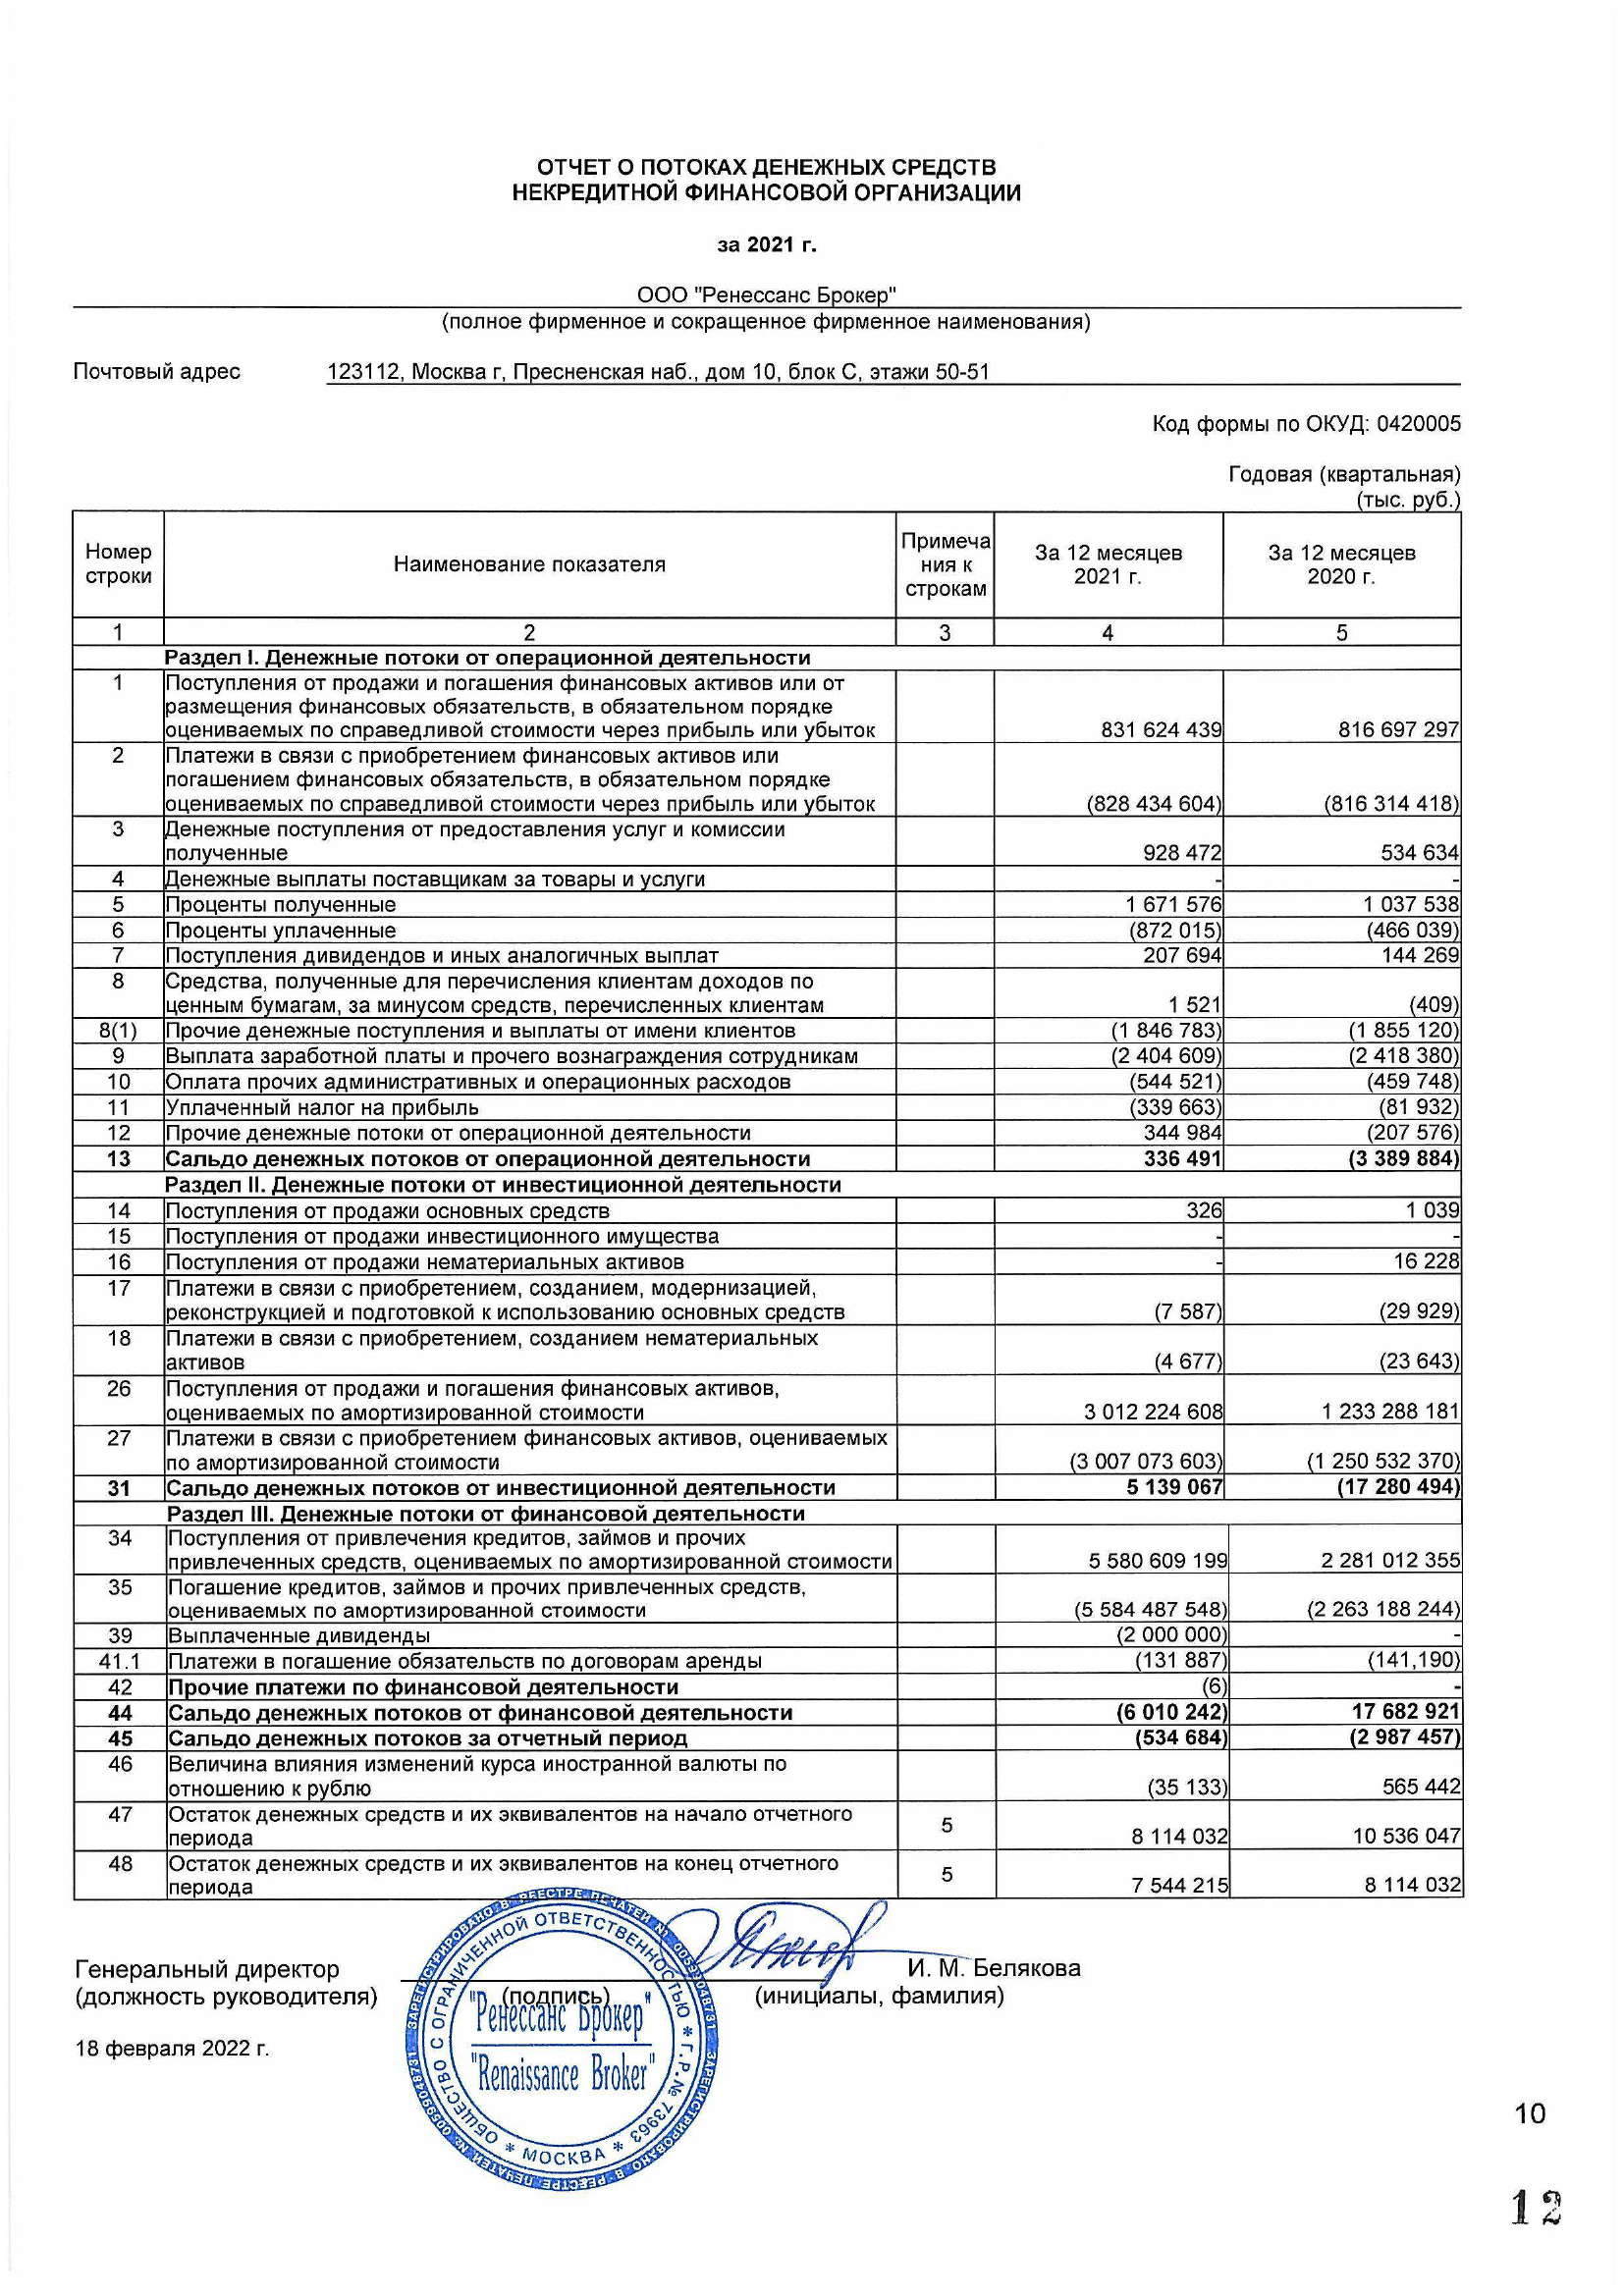 ОТЧЕТ О ПОТОКАХ ДЕНЕЖНЫХ СРЕДСТВ
НЕКРЕДИТНОЙ ФИНАНСОВОЙ ОРГАНИЗАЦИИ
за 2021 г.
ООО "Ренессанс Брокер"
(полное фирменное и сокращенное фирменное наименования)
Почтовый адрес 123112, Москва г, Пресненская наб., дом 10, блок С, этажи 50-51
Код формы по ОКУД: 0420005
Годовая (квартальная)
(тыс. руб.)
Номер строки Наименование показателя Примеча ния к строкам За 12 месяцев 2021 г. За 12 месяцев 2020 г.
1 2 3 4 5
Раздел I. Денежные потоки от операционной деятельности
1 Поступления от продажи и погашения финансовых активов или от
размещения финансовых обязательств, в обязательном порядке
оцениваемых по справедливой стоимости через прибыль или убыток 831 624 439 816 697 297
2 Платежи в связи с приобретением финансовых активов или
погашением финансовых обязательств, в обязательном порядке
оцениваемых по справедливой стоимости через прибыль или убыток (828 434 604) (816 314 418)
3 Денежные поступления от предоставления услуг и комиссии
полученные 928 472 534 634
4 Денежные выплаты поставщикам за товары и услуги - -
5 Проценты полученные 1 671 576 1 037 538
6 Проценты уплаченные (872 015) (466 039)
7 Поступления дивидендов и иных аналогичных выплат 207 694 144 269
8 Средства, полученные для перечисления клиентам доходов по
ценным бумагам, за минусом средств, перечисленных клиентам 1 521 (409)
8(1) Прочие денежные поступления и выплаты от имени клиентов (1 846 783) (1 855 120)
9 Выплата заработной платы и прочего вознаграждения сотрудникам (2 404 609) (2 418 380)
10 Оплата прочих административных и операционных расходов (544 521) (459 748)
11 Уплаченный налог на прибыль (339 663) (81 932)
12 Прочие денежные потоки от операционной деятельности 344 984 (207 576)
13 Сальдо денежных потоков от операционной деятельности 336 491 (3 389 884)
Раздел II. Денежные потоки от инвестиционной деятельности
14 Поступления от продажи основных средств 326 1 039
15 Поступления от продажи инвестиционного имущества - -
16 Поступления от продажи нематериальных активов - 16 228
17 Платежи в связи с приобретением, созданием, модернизацией,
реконструкцией и подготовкой к использованию основных средств (7 587) (29 929)
18 Платежи в связи с приобретением, созданием нематериальных
активов (4 677) (23 643)
26 Поступления от продажи и погашения финансовых активов,
оцениваемых по амортизированной стоимости 3 012 224 608 1 233 288 181
27 Платежи в связи с приобретением финансовых активов, оцениваемых
по амортизированной стоимости (3 007 073 603) (1 250 532 370)
31 Сальдо денежных потоков от инвестиционной деятельности 5 139 067 (17 280 494)
Раздел III. Денежные потоки от финансовой деятельности
34 Поступления от привлечения кредитов, займов и прочих
привлеченных средств, оцениваемых по амортизированной стоимости 5 580 609 199 2 281 012 355
35 Погашение кредитов, займов и прочих привлеченных средств,
оцениваемых по амортизированной стоимости (5 584 487 548) (2 263 188 244)
39 Выплаченные дивиденды (2 000 000) -
41.1 Платежи в погашение обязательств по договорам аренды (131 887) (141,190)
42 Прочие платежи по финансовой деятельности (6) -
44 Сальдо денежных потоков от финансовой деятельности (6 010 242) 17 682 921
45 Сальдо денежных потоков за отчетный период (534 684) (2 987 457)
46 Величина влияния изменений курса иностранной валюты по
отношению к рублю (35 133) 565 442
47 Остаток денежных средств и их эквивалентов на начало отчетного
периода 5 8 114 032 10 536 047
48 Остаток денежных средств и их эквивалентов на конец отчетного
периода 5 7 544 215 8 114 032
Генеральный директор И. М. Белякова
(должность руководителя) (подпись) (инициалы, фамилия)
18 февраля 2022 г.
ОБЩЕСТВО С ОГРАНИЧЕННОЙ ОТВЕТСТВЕННОСТЬЮ * Г.Р.№ 73963 * МОСКВА *
"Ренессанс Брокер"
"Renaissance Broker"
10
12